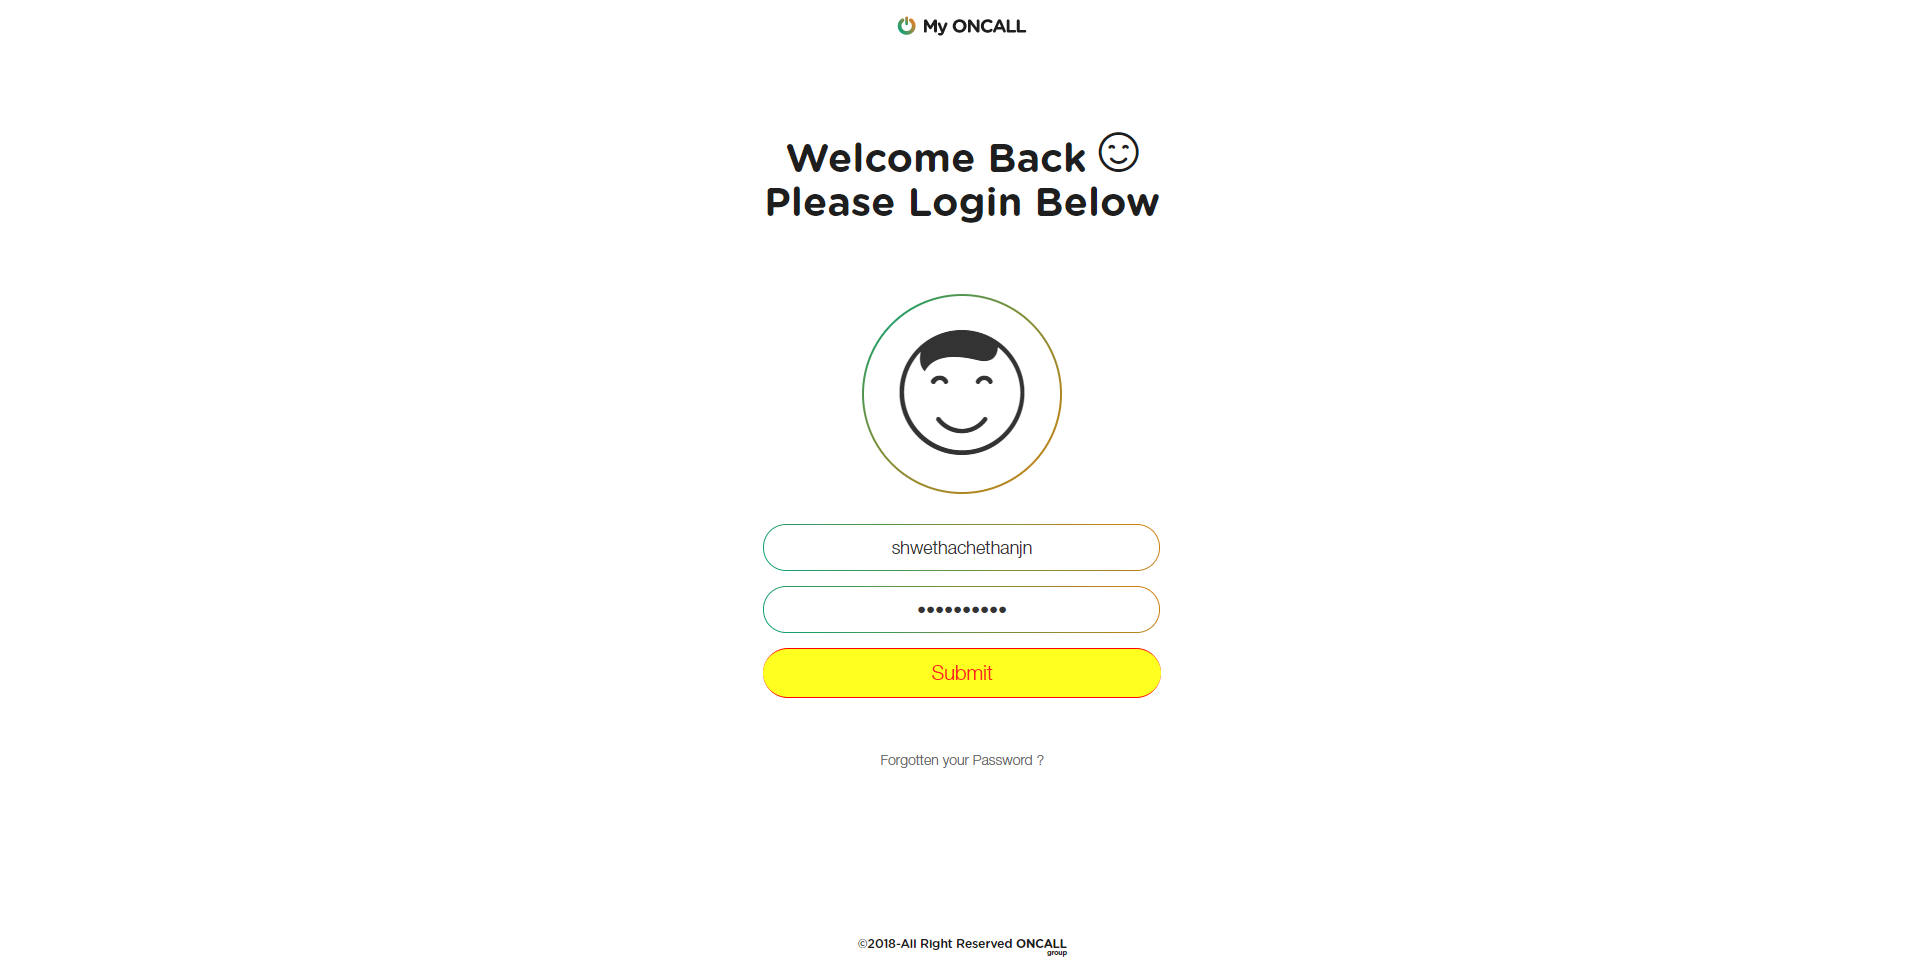 My ONCALL
Welcome Back
Please Login Below
shwethachethanjn
••••••••••
Submit
Forgotten your Password ?
©2018-All Right Reserved ONCALL
group